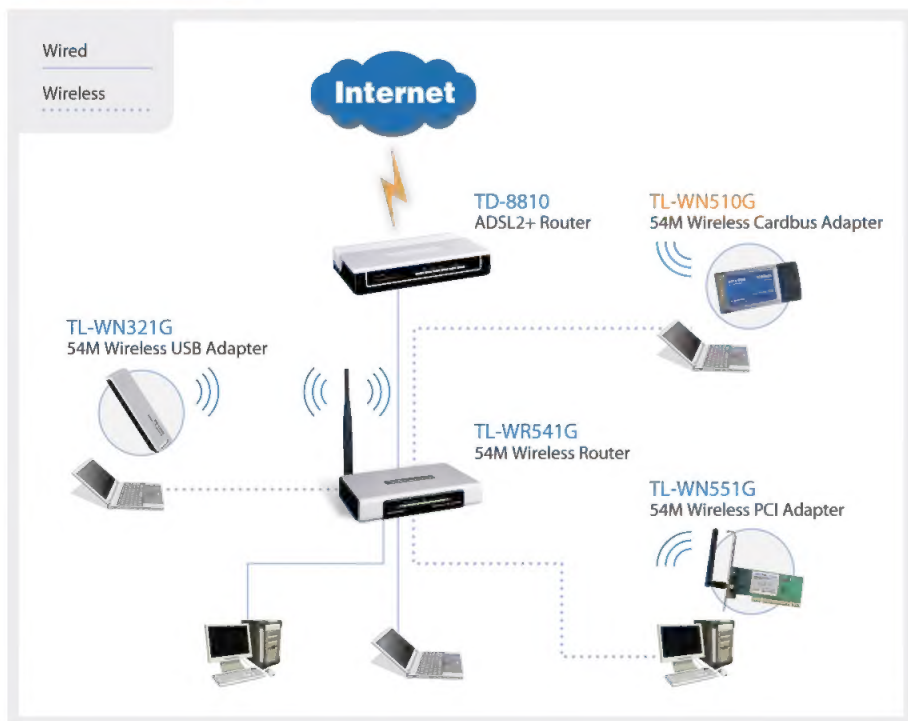 Wired
Wireless
Internet
TD-8810
ADSL2+ Router
TL-WN510G
54M Wireless Cardbus Adapter
TL-WN321G
54M Wireless USB Adapter
TL-WR541G
54M Wireless Router
TL-WN551G
54M Wireless PCI Adapter